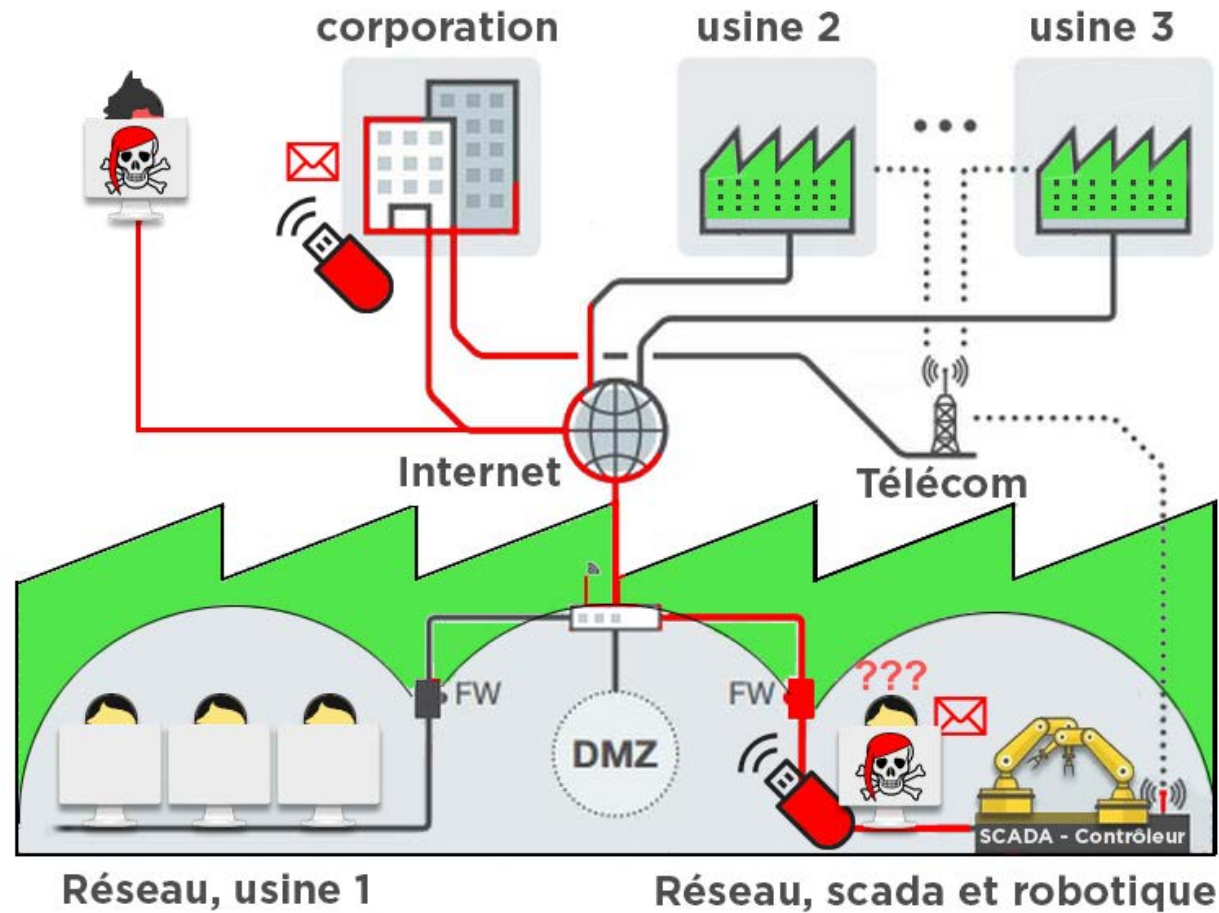 corporation
usine 2
usine 3
Internet
Télécom
FW
FW
???
DMZ
SCADA - Contrôleur
Réseau, usine 1
Réseau, scada et robotique